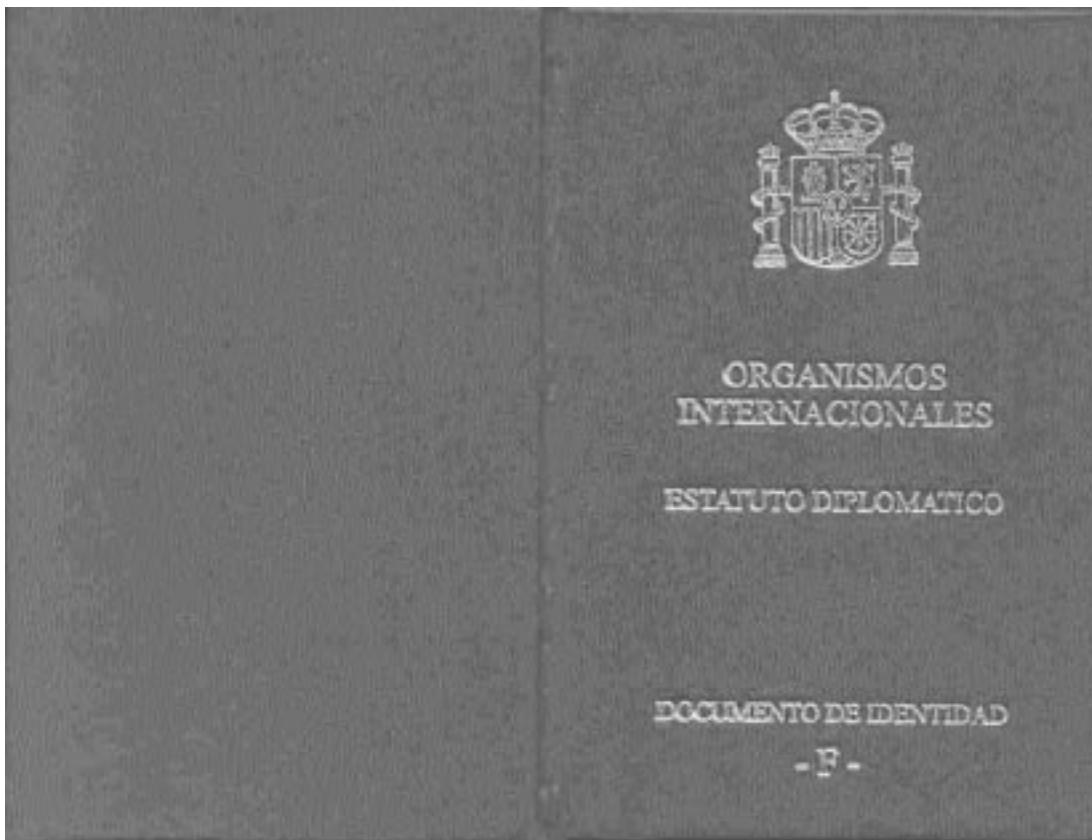 ORGANISMOS
INTERNACIONALES
ESTATUTO DIPLOMATICO
DOCUMENTO DE IDENTIDAD
- F -